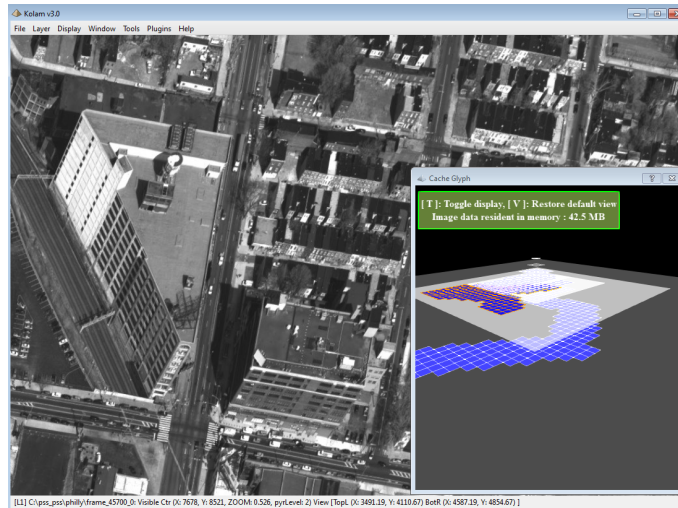 Kolam v3.0
File Layer Display Window Tools Plugins Help
Cache Glyph
[ T ]: Toggle display, [ V ]: Restore default view
Image data resident in memory : 42.5 MB
[L1] C:\pss_pss\philly\frame_45700_0: Visible Ctr (X: 7678, Y: 8521, ZOOM: 0.526, pyrLevel: 2) View [TopL (X: 3491.19, Y: 4110.67) BotR (X: 4587.19, Y: 4854.67) ]